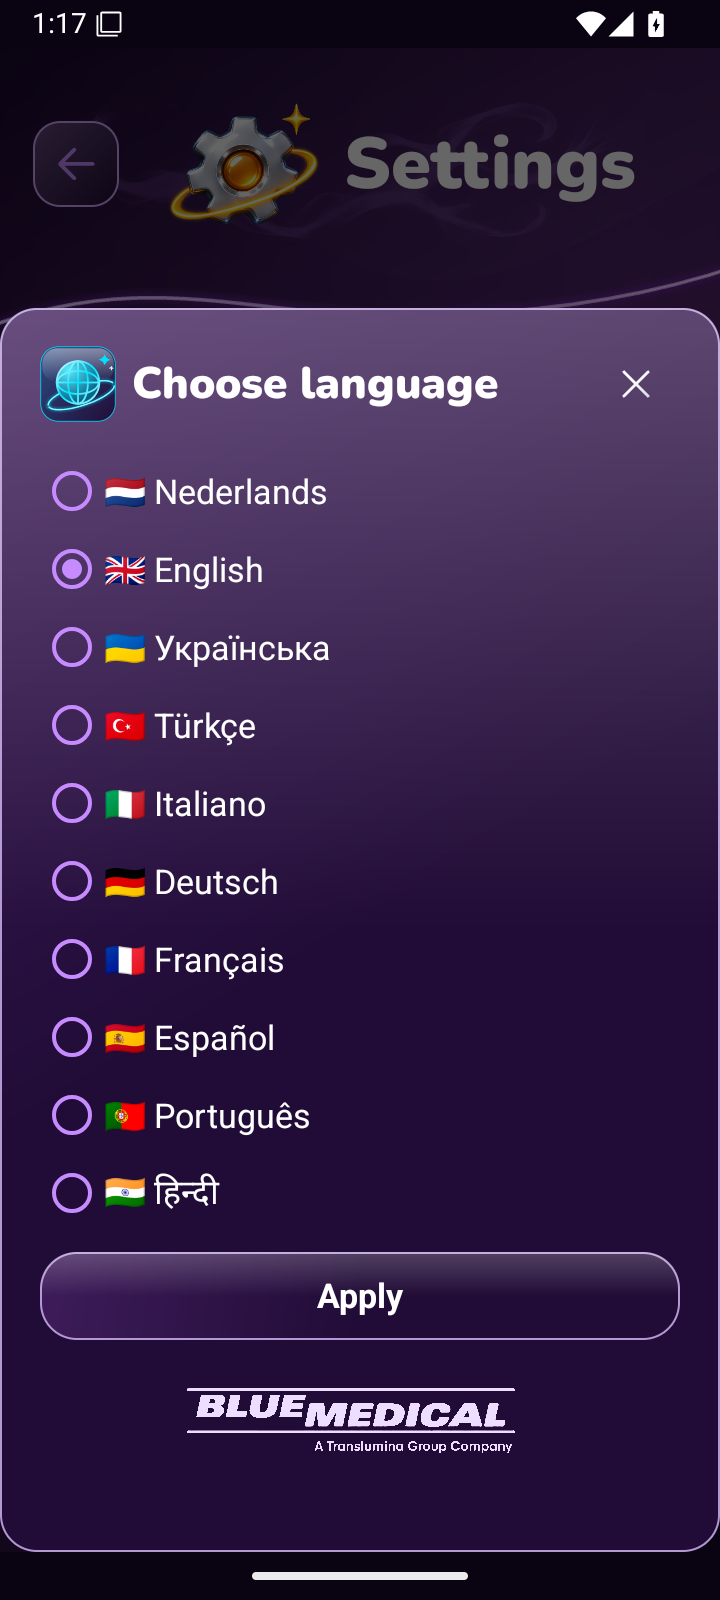 1:17
Settings
Choose language
Nederlands
English
Українська
Türkçe
Italiano
Deutsch
Français
Español
Português
हिन्दी
Apply
BLUEMEDICAL
A Translumina Group Company